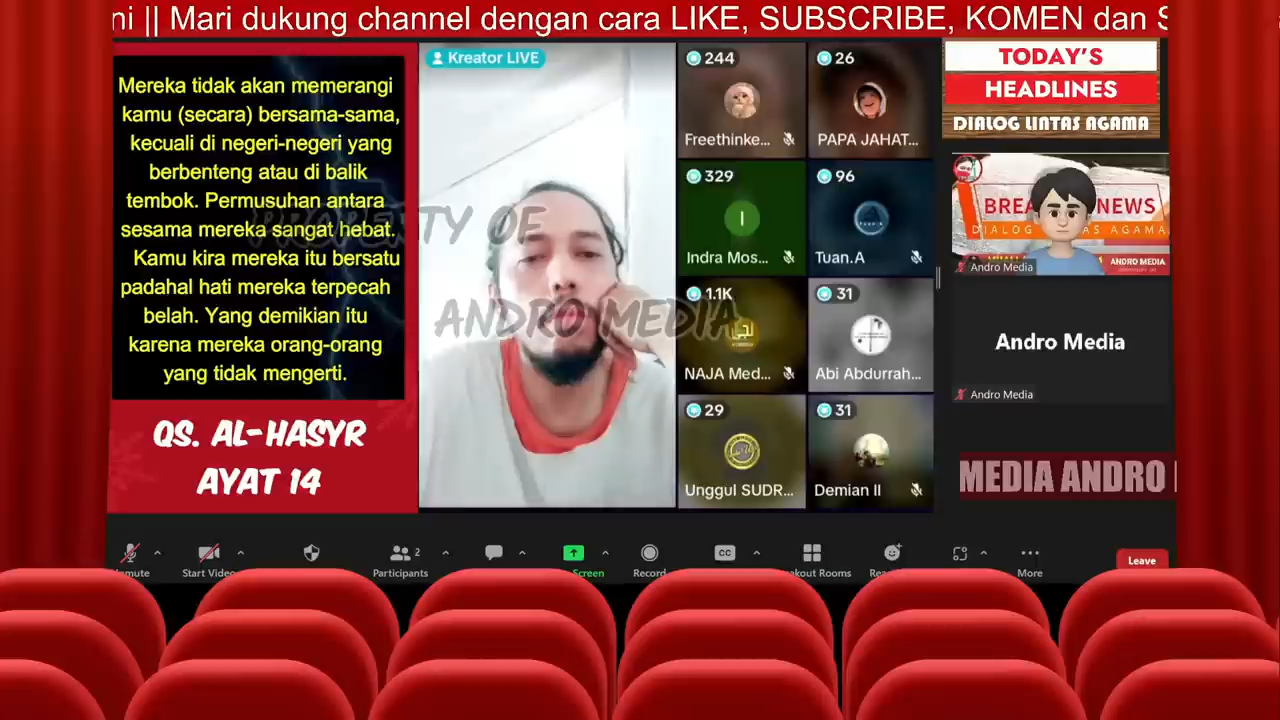 ni || Mari dukung channel dengan cara LIKE, SUBSCRIBE, KOMEN dan S
Mereka tidak akan memerangi
kamu (secara) bersama-sama,
kecuali di negeri-negeri yang
berbenteng atau di balik
tembok. Permusuhan antara
sesama mereka sangat hebat.
Kamu kira mereka itu bersatu
padahal hati mereka terpecah
belah. Yang demikian itu
karena mereka orang-orang
yang tidak mengerti.
QS. AL-HASYR
AYAT 14
Kreator LIVE
PROPERTY OF
ANDRO MEDIA
244
Freethinke...
26
PAPA JAHAT...
329
I
Indra Mos...
96
Tuan.A
1.1K
NAJA Med...
31
Abi Abdurrah...
29
Unggul SUDR...
31
Demian II
TODAY'S
HEADLINES
DIALOG LINTAS AGAMA
NEWS
ANDRO MEDIA
Andro Media
Andro Media
Andro Media
MEDIA ANDRO
mute
Start Video
Participants
2
Screen
Record
CC
akout Rooms
Rea
More
Leave